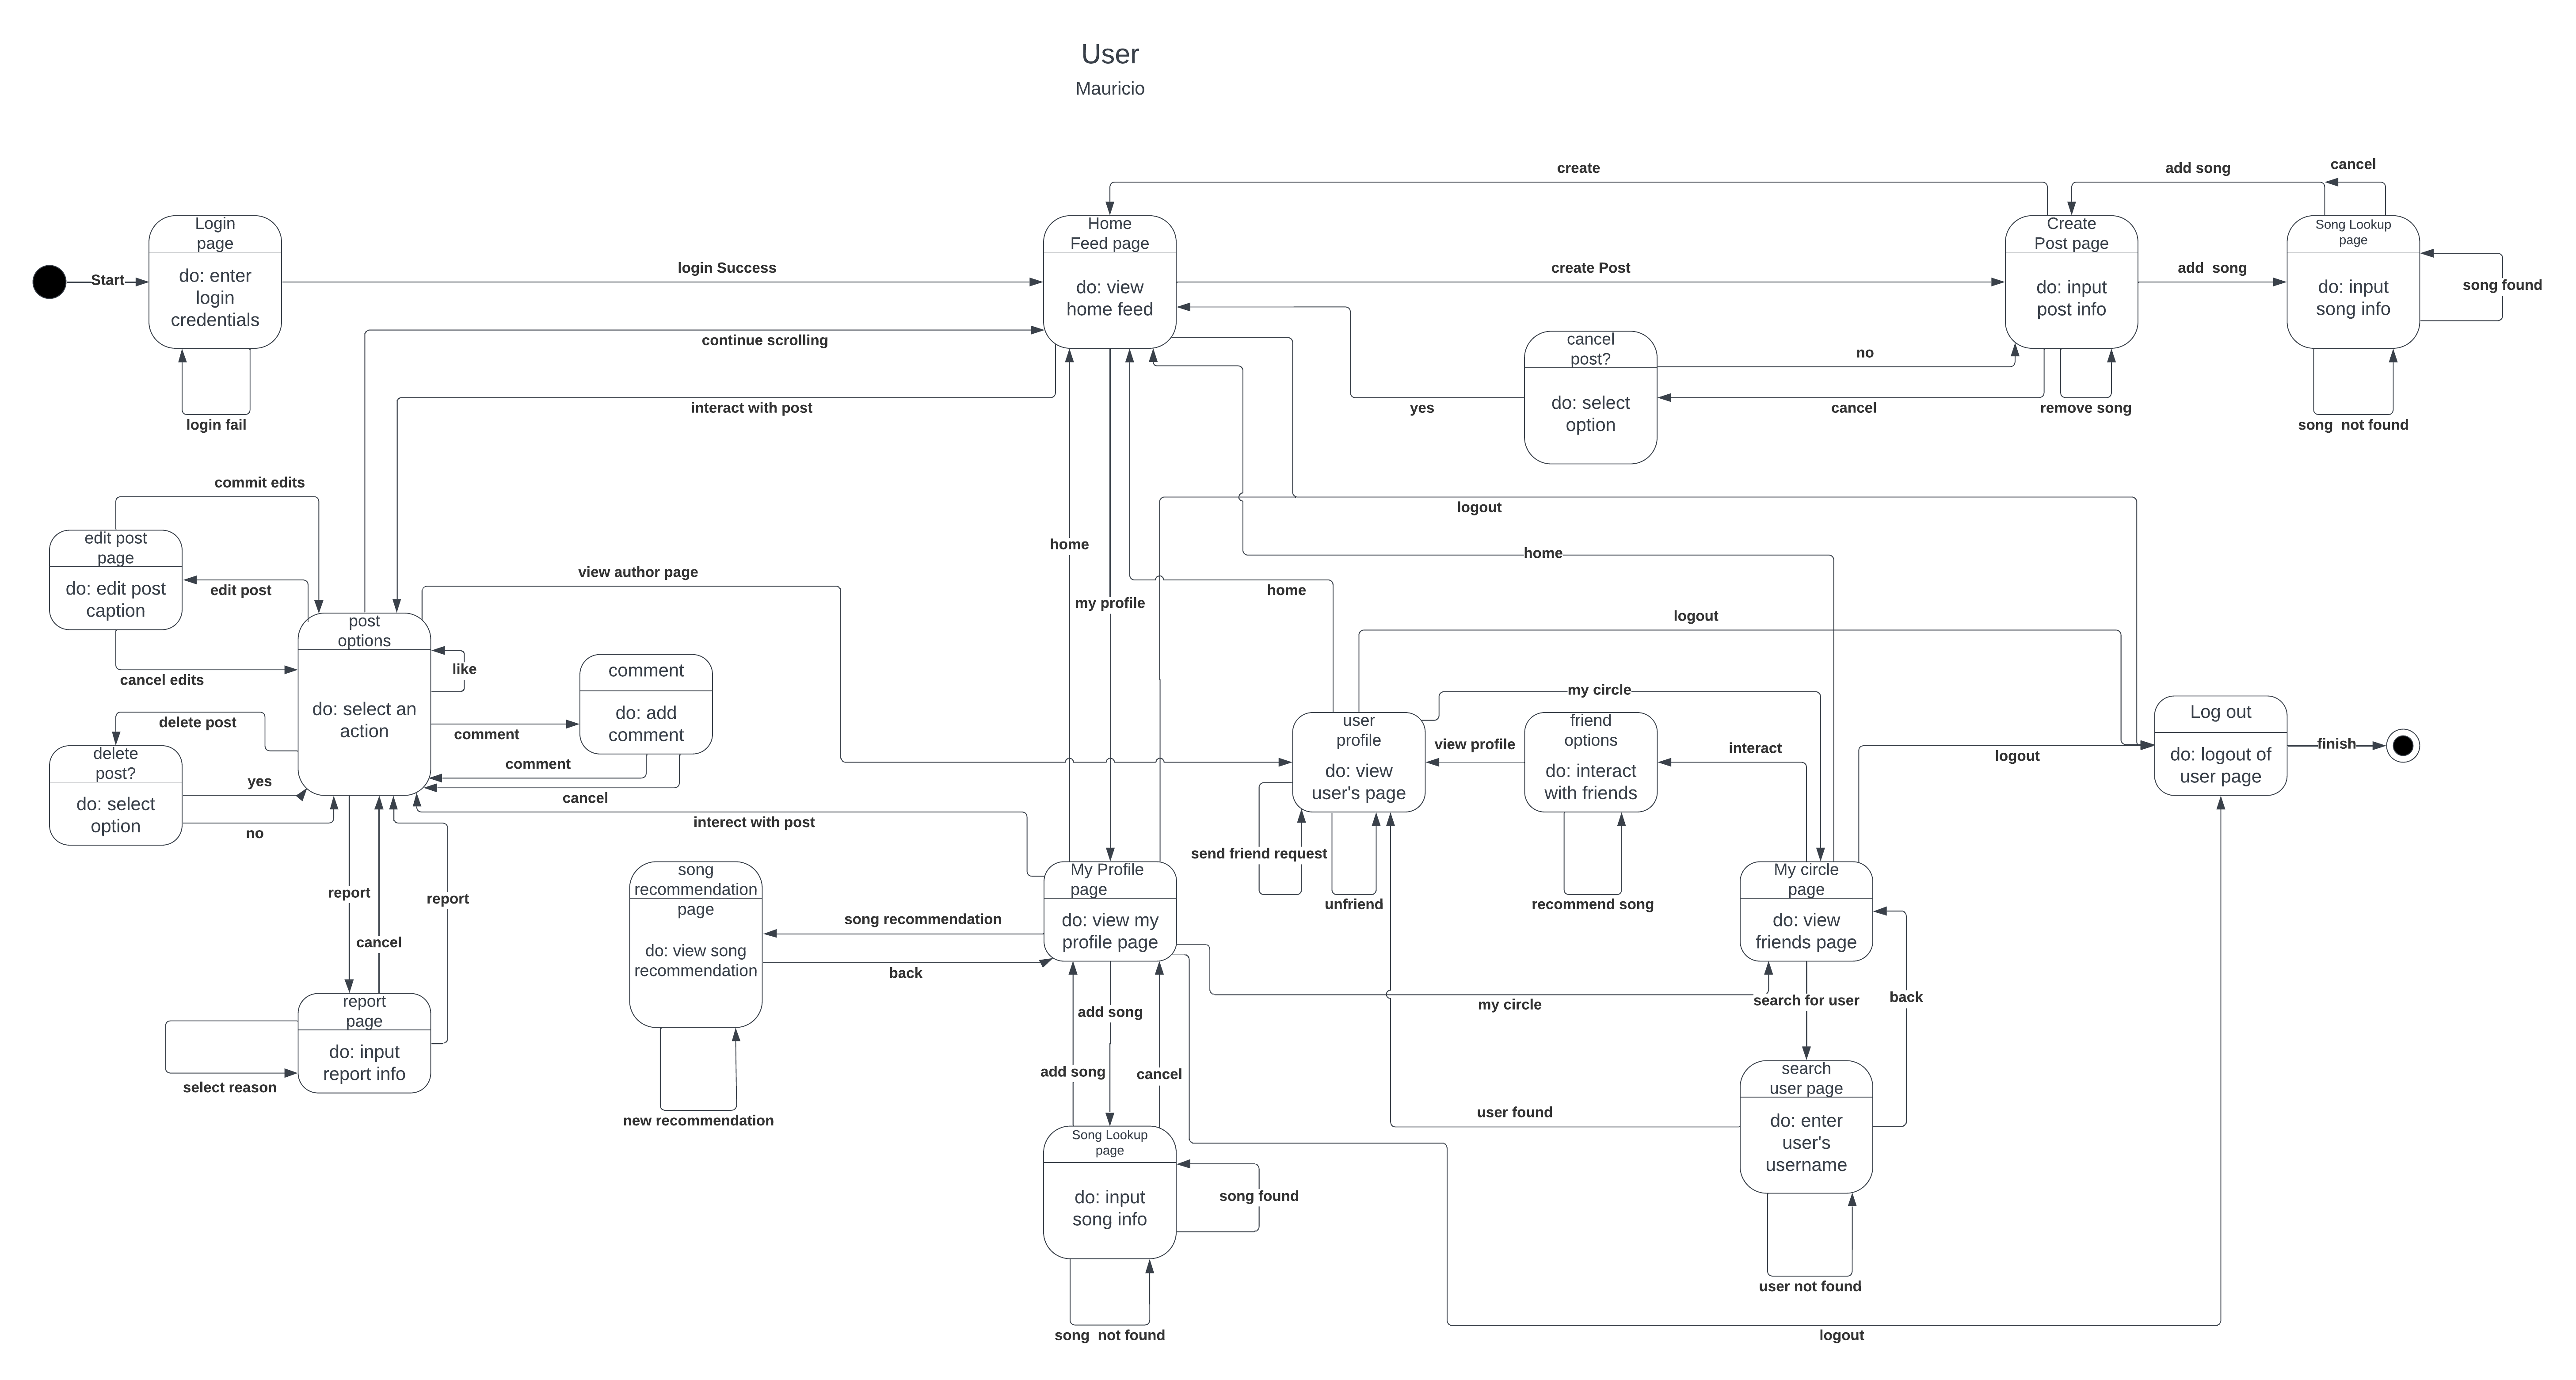 User
Mauricio
create
add song
cancel
Login
page
do: enter
login
credentials
Start
login Success
login fail
Home
Feed page
do: view
home feed
create Post
Create
Post page
do: input
post info
add  song
Song Lookup
page
do: input
song info
song found
song  not found
continue scrolling
interact with post
cancel
post?
do: select
option
no
yes
cancel
remove song
commit edits
edit post
page
do: edit post
caption
edit post
cancel edits
view author page
post
options
do: select an
action
like
comment
do: add
comment
comment
comment
cancel
delete post
delete
post?
do: select
option
yes
no
interect with post
report
cancel
report
report
page
do: input
report info
select reason
home
my profile
logout
home
home
logout
my circle
user
profile
do: view
user's page
view profile
friend
options
do: interact
with friends
interact
logout
Log out
do: logout of
user page
finish
send friend request
unfriend
recommend song
song
recommendation
page
do: view song
recommendation
new recommendation
song recommendation
back
My Profile
page
do: view my
profile page
My circle
page
do: view
friends page
my circle
search for user
back
add song
add song
cancel
search
user page
do: enter
user's
username
user found
user not found
Song Lookup
page
do: input
song info
song found
song  not found
logout